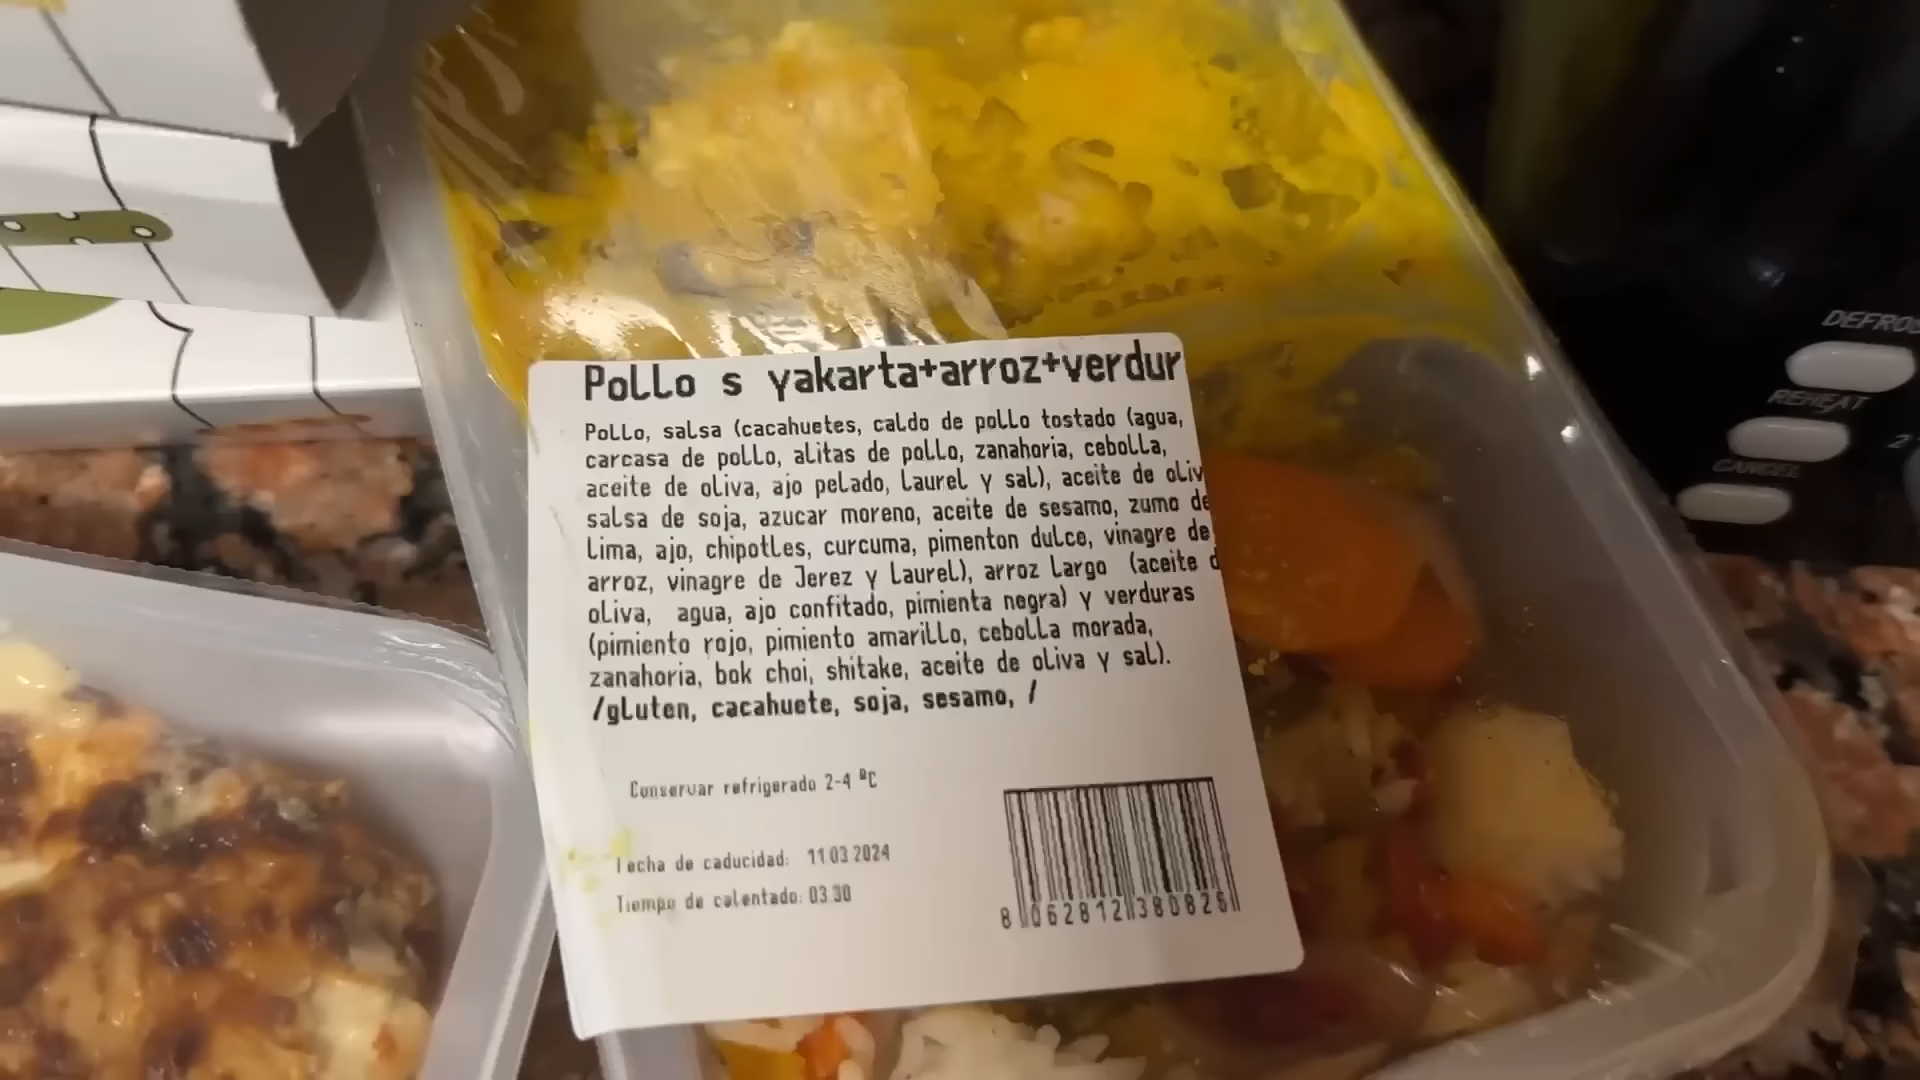 Pollo s yakarta+arroz+verdur
Pollo, salsa (cacahuetes, caldo de pollo tostado (agua,
carcasa de pollo, alitas de pollo, zanahoria, cebolla,
aceite de oliva, ajo pelado, Laurel y sal), aceite de oliv
salsa de soja, azucar moreno, aceite de sesamo, zumo de
Lima, ajo, chipotles, curcuma, pimenton dulce, vinagre de
arroz, vinagre de Jerez y Laurel), arroz Largo (aceite d
oliva, agua, ajo confitado, pimienta negra) y verduras
(pimiento rojo, pimiento amarillo, cebolla morada,
zanahoria, bok choi, shitake, aceite de oliva y sal).
/gluten, cacahuete, soja, sesamo, /
Conservar refrigerado 2-4 ºC
Fecha de caducidad: 11 03 2024
Tiempo de calentado: 03 30
8 062812 380826
DEFROS
REHEAT
CANCEL
2